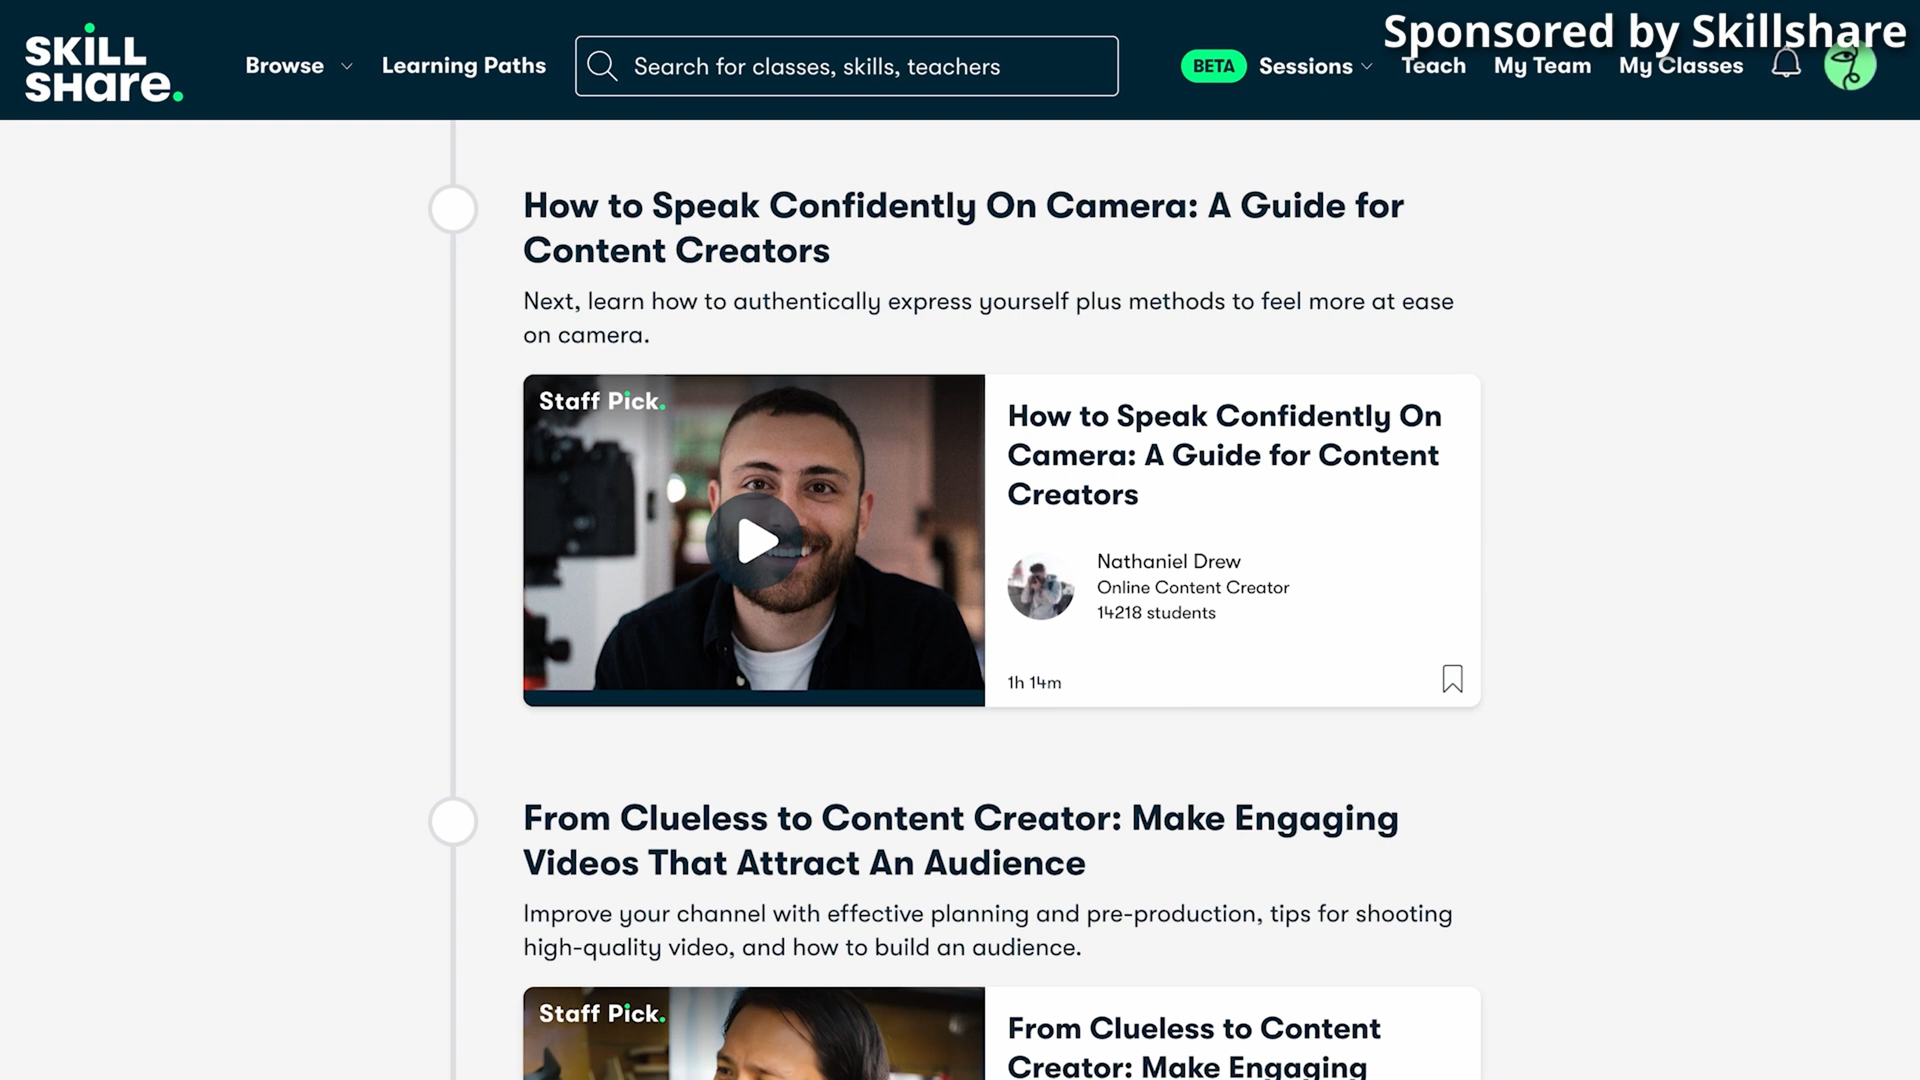 Sponsored by Skillshare
SKiLL
SHare.
Browse
Learning Paths
Search for classes, skills, teachers
BETA
Sessions
Teach
My Team
My Classes
How to Speak Confidently On Camera: A Guide for
Content Creators
Next, learn how to authentically express yourself plus methods to feel more at ease
on camera.
Staff Pick.
How to Speak Confidently On
Camera: A Guide for Content
Creators
Nathaniel Drew
Online Content Creator
14218 students
1h 14m
From Clueless to Content Creator: Make Engaging
Videos That Attract An Audience
Improve your channel with effective planning and pre-production, tips for shooting
high-quality video, and how to build an audience.
Staff Pick.
From Clueless to Content
Creator: Make Engaging